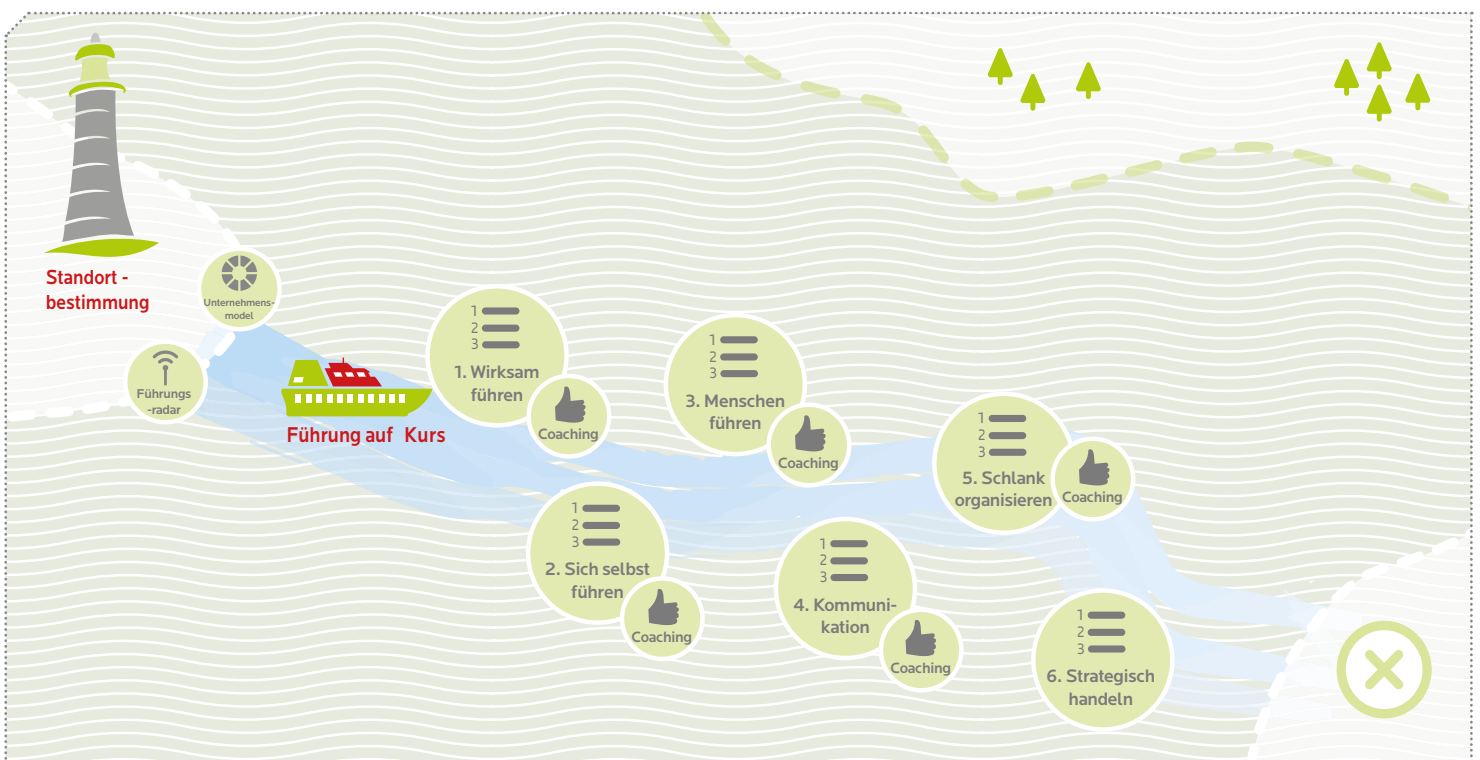 Standort -
bestimmung
Unternehmens-
model
Führungs
-radar
Führung auf Kurs
1
2
3
1. Wirksam
führen
Coaching
1
2
3
2. Sich selbst
führen
Coaching
1
2
3
3. Menschen
führen
Coaching
1
2
3
4. Kommuni-
kation
Coaching
1
2
3
5. Schlank
organisieren
Coaching
1
2
3
6. Strategisch
handeln